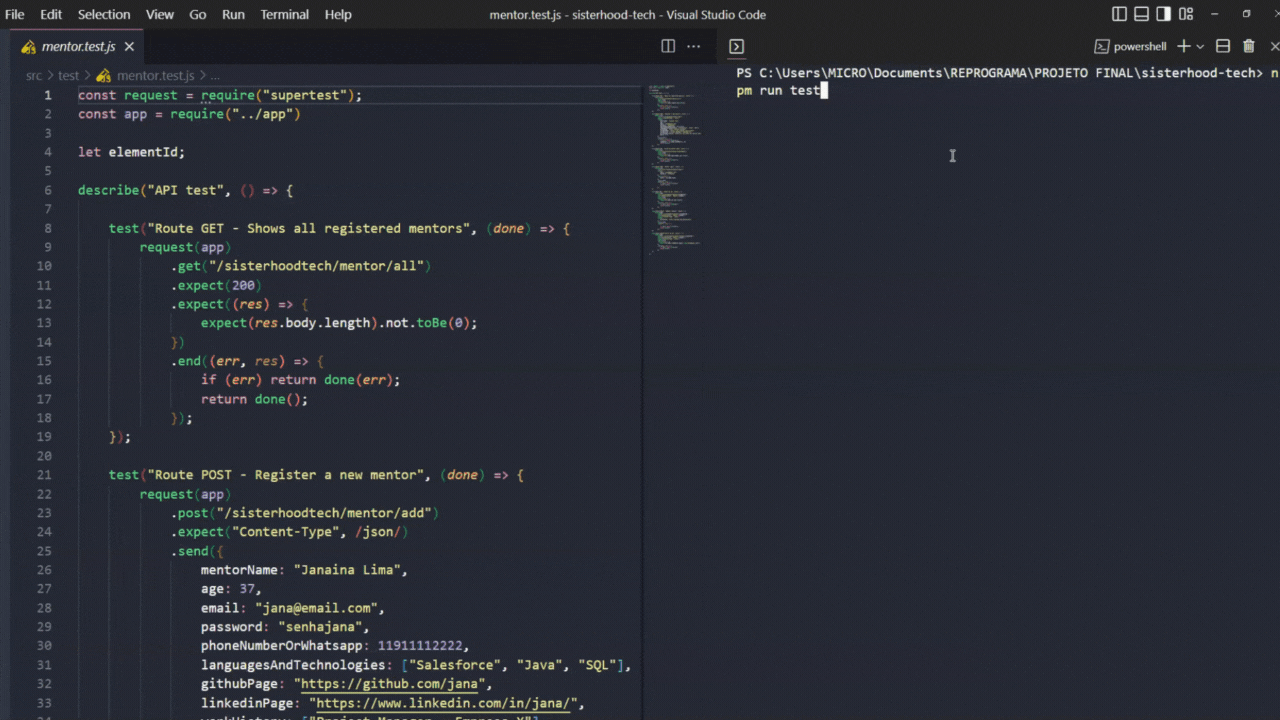 File Edit Selection View Go Run Terminal Help mentor.test.js - sisterhood-tech - Visual Studio Code
mentor.test.js
src > test > mentor.test.js > ...
1 const request = require("supertest");
2 const app = require("../app")
3
4 let elementId;
5
6 describe("API test", () => {
7
8 test("Route GET - Shows all registered mentors", (done) => {
9 request(app)
10 .get("/sisterhoodtech/mentor/all")
11 .expect(200)
12 .expect((res) => {
13 expect(res.body.length).not.toBe(0);
14 })
15 .end((err, res) => {
16 if (err) return done(err);
17 return done();
18 });
19 });
20
21 test("Route POST - Register a new mentor", (done) => {
22 request(app)
23 .post("/sisterhoodtech/mentor/add")
24 .expect("Content-Type", /json/)
25 .send({
26 mentorName: "Janaina Lima",
27 age: 37,
28 email: "jana@email.com",
29 password: "senhajana",
30 phoneNumberOrWhatsapp: 11911112222,
31 languagesAndTechnologies: ["Salesforce", "Java", "SQL"],
32 githubPage: "https://github.com/jana",
33 linkedinPage: "https://www.linkedin.com/in/jana/",
powershell
PS C:\Users\MICRO\Documents\REPROGRAMA\PROJETO FINAL\sisterhood-tech> n
pm run test